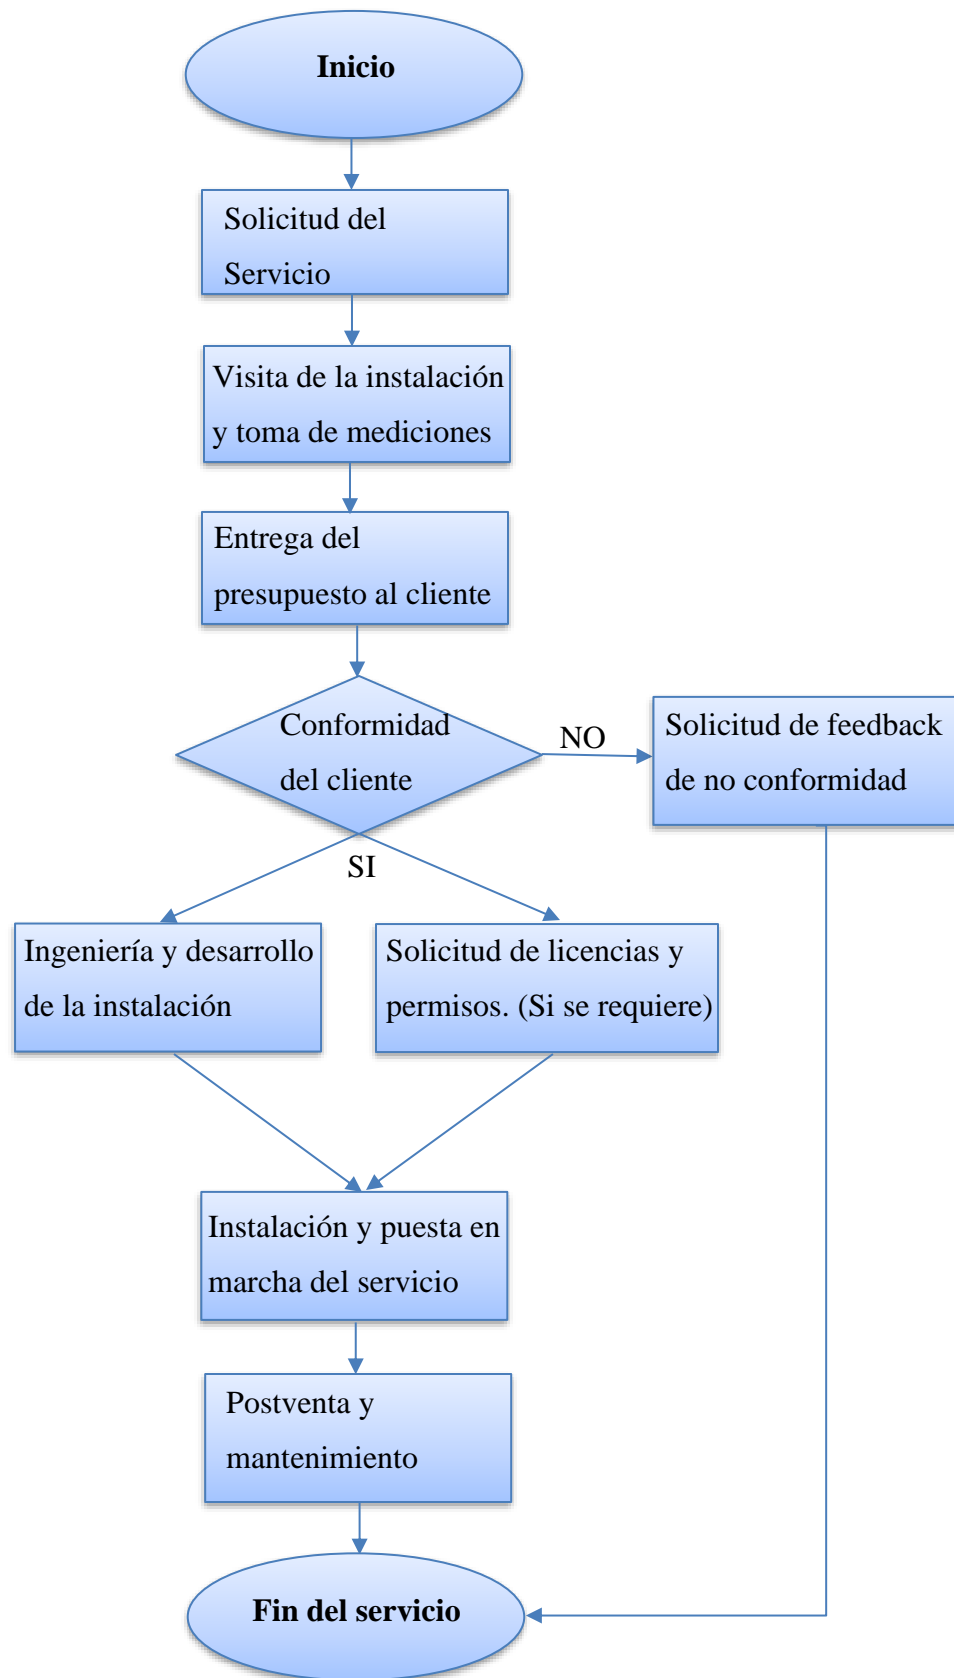 Inicio
Solicitud del
Servicio
Visita de la instalación
y toma de mediciones
Entrega del
presupuesto al cliente
Conformidad
del cliente
NO
Solicitud de feedback
de no conformidad
SI
Ingeniería y desarrollo
de la instalación
Solicitud de licencias y
permisos. (Si se requiere)
Instalación y puesta en
marcha del servicio
Postventa y
mantenimiento
Fin del servicio